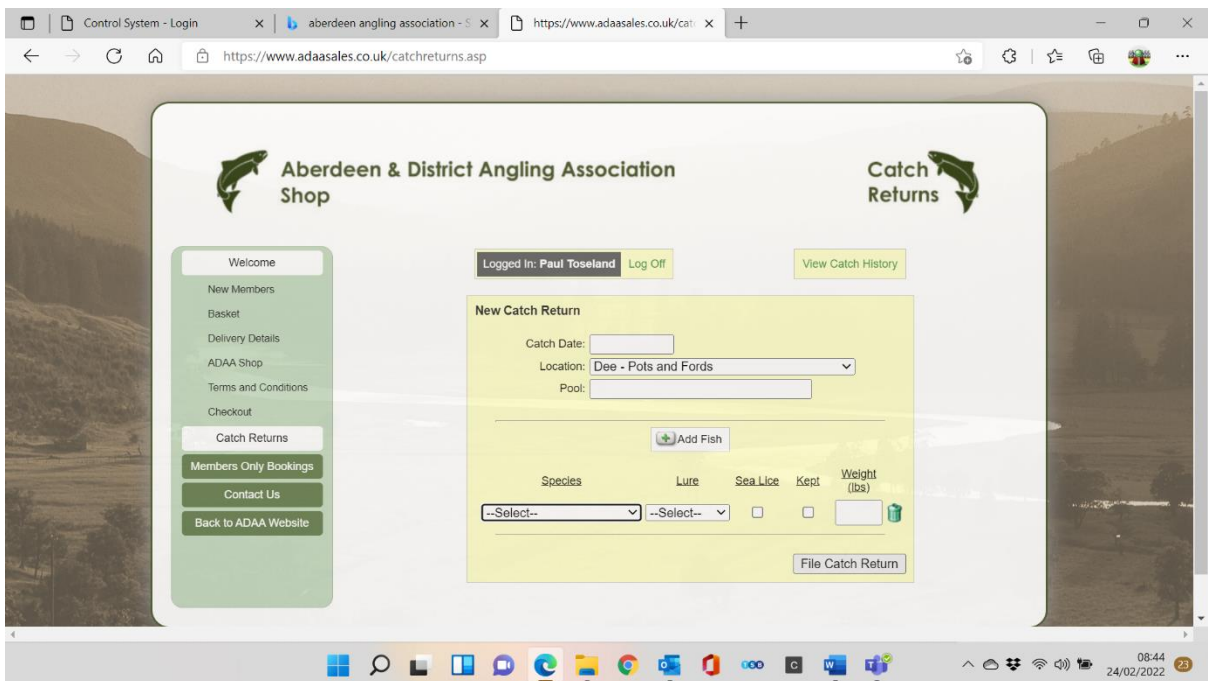 Control System - Login
aberdeen angling association - S
https://www.adaasales.co.uk/cat
https://www.adaasales.co.uk/catchreturns.asp
Aberdeen & District Angling Association
Shop
Catch
Returns
Welcome
New Members
Basket
Delivery Details
ADAA Shop
Terms and Conditions
Checkout
Catch Returns
Members Only Bookings
Contact Us
Back to ADAA Website
Logged In: Paul Toseland Log Off
View Catch History
New Catch Return
Catch Date:
Location: Dee - Pots and Fords
Pool:
Add Fish
Species Lure Sea Lice Kept Weight
(lbs)
--Select-- --Select--
File Catch Return
08:44
24/02/2022
23